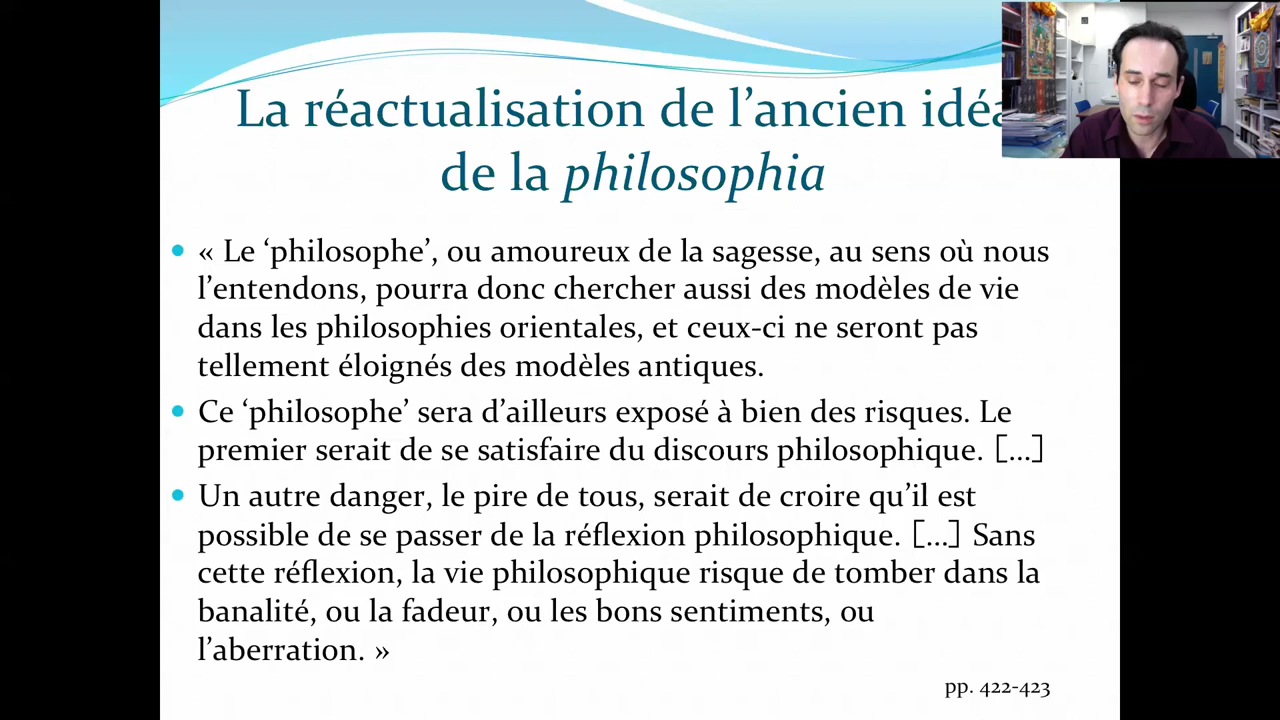 La réactualisation de l’ancien idéa
de la philosophia
• « Le ‘philosophe’, ou amoureux de la sagesse, au sens où nous
l’entendons, pourra donc chercher aussi des modèles de vie
dans les philosophies orientales, et ceux-ci ne seront pas
tellement éloignés des modèles antiques.
• Ce ‘philosophe’ sera d’ailleurs exposé à bien des risques. Le
premier serait de se satisfaire du discours philosophique. […]
• Un autre danger, le pire de tous, serait de croire qu’il est
possible de se passer de la réflexion philosophique. […] Sans
cette réflexion, la vie philosophique risque de tomber dans la
banalité, ou la fadeur, ou les bons sentiments, ou
l’aberration. »
pp. 422-423